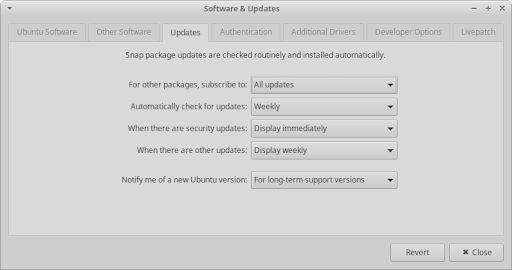 Software & Updates
Ubuntu Software Other Software Updates Authentication Additional Drivers Developer Options Livepatch
Snap package updates are checked routinely and installed automatically.
For other packages, subscribe to: All updates
Automatically check for updates: Weekly
When there are security updates: Display immediately
When there are other updates: Display weekly
Notify me of a new Ubuntu version: For long-term support versions
Revert Close